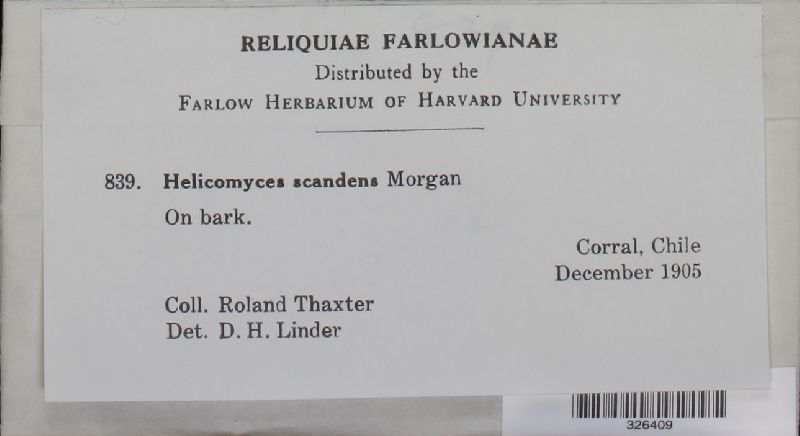 RELIQUIAE FARLOWIANAE
Distributed by the
FARLOW HERBARIUM OF HARVARD UNIVERSITY
839. Helicomyces scandens Morgan
On bark.
Corral, Chile
December 1905
Coll. Roland Thaxter
Det. D. H. Linder
326409